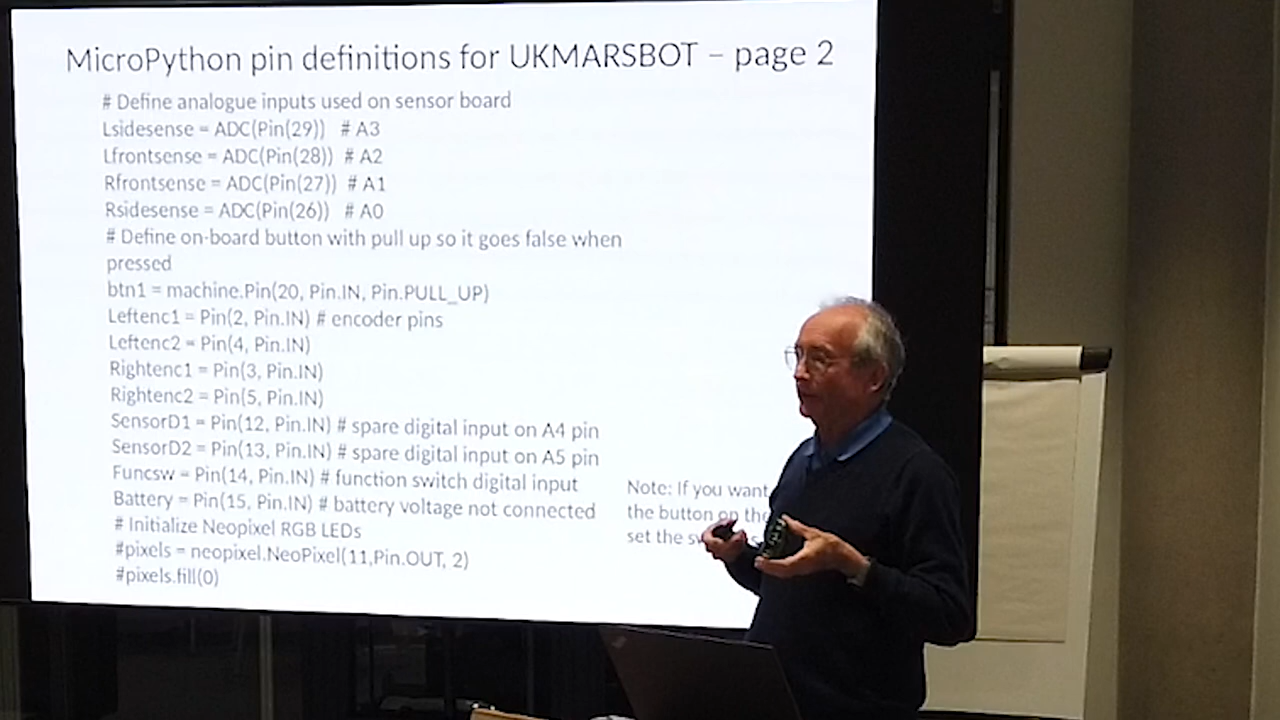 MicroPython pin definitions for UKMARSBOT – page 2
# Define analogue inputs used on sensor board
Lsidesense = ADC(Pin(29)) # A3
Lfrontsense = ADC(Pin(28)) # A2
Rfrontsense = ADC(Pin(27)) # A1
Rsidesense = ADC(Pin(26)) # A0
# Define on-board button with pull up so it goes false when
pressed
btn1 = machine.Pin(20, Pin.IN, Pin.PULL_UP)
Leftenc1 = Pin(2, Pin.IN) # encoder pins
Leftenc2 = Pin(4, Pin.IN)
Rightenc1 = Pin(3, Pin.IN)
Rightenc2 = Pin(5, Pin.IN)
SensorD1 = Pin(12, Pin.IN) # spare digital input on A4 pin
SensorD2 = Pin(13, Pin.IN) # spare digital input on A5 pin
Funcsw = Pin(14, Pin.IN) # function switch digital input
Battery = Pin(15, Pin.IN) # battery voltage not connected
# Initialize Neopixel RGB LEDs
#pixels = neopixel.NeoPixel(11,Pin.OUT, 2)
#pixels.fill(0)
Note: If you want
the button on the
set the